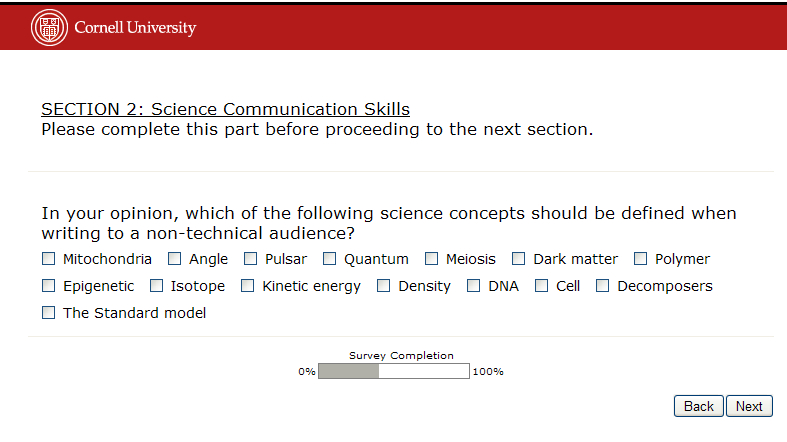 Cornell University
SECTION 2: Science Communication Skills
Please complete this part before proceeding to the next section.
In your opinion, which of the following science concepts should be defined when
writing to a non-technical audience?
Mitochondria Angle Pulsar Quantum Meiosis Dark matter Polymer
Epigenetic Isotope Kinetic energy Density DNA Cell Decomposers
The Standard model
Survey Completion
0% 100%
Back Next